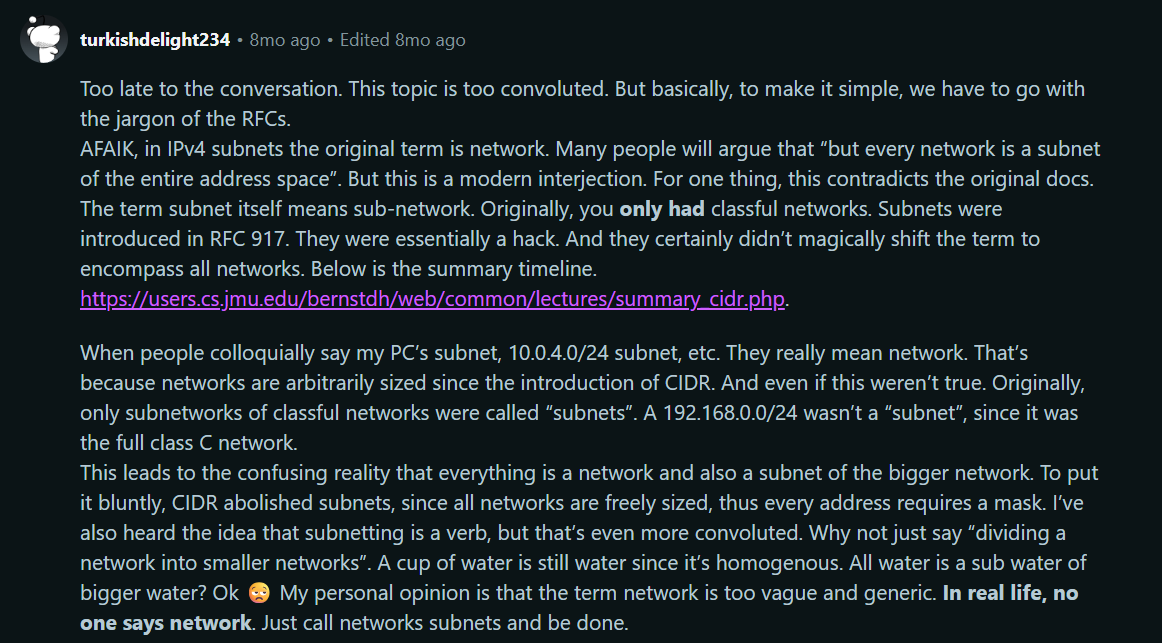 turkishdelight234 • 8mo ago • Edited 8mo ago
Too late to the conversation. This topic is too convoluted. But basically, to make it simple, we have to go with
the jargon of the RFCs.
AFAIK, in IPv4 subnets the original term is network. Many people will argue that “but every network is a subnet
of the entire address space”. But this is a modern interjection. For one thing, this contradicts the original docs.
The term subnet itself means sub-network. Originally, you only had classful networks. Subnets were
introduced in RFC 917. They were essentially a hack. And they certainly didn’t magically shift the term to
encompass all networks. Below is the summary timeline.
https://users.cs.jmu.edu/bernstdh/web/common/lectures/summary_cidr.php.
When people colloquially say my PC’s subnet, 10.0.4.0/24 subnet, etc. They really mean network. That’s
because networks are arbitrarily sized since the introduction of CIDR. And even if this weren’t true. Originally,
only subnetworks of classful networks were called “subnets”. A 192.168.0.0/24 wasn’t a “subnet”, since it was
the full class C network.
This leads to the confusing reality that everything is a network and also a subnet of the bigger network. To put
it bluntly, CIDR abolished subnets, since all networks are freely sized, thus every address requires a mask. I’ve
also heard the idea that subnetting is a verb, but that’s even more convoluted. Why not just say “dividing a
network into smaller networks”. A cup of water is still water since it’s homogenous. All water is a sub water of
bigger water? Ok 😳 My personal opinion is that the term network is too vague and generic. In real life, no
one says network. Just call networks subnets and be done.